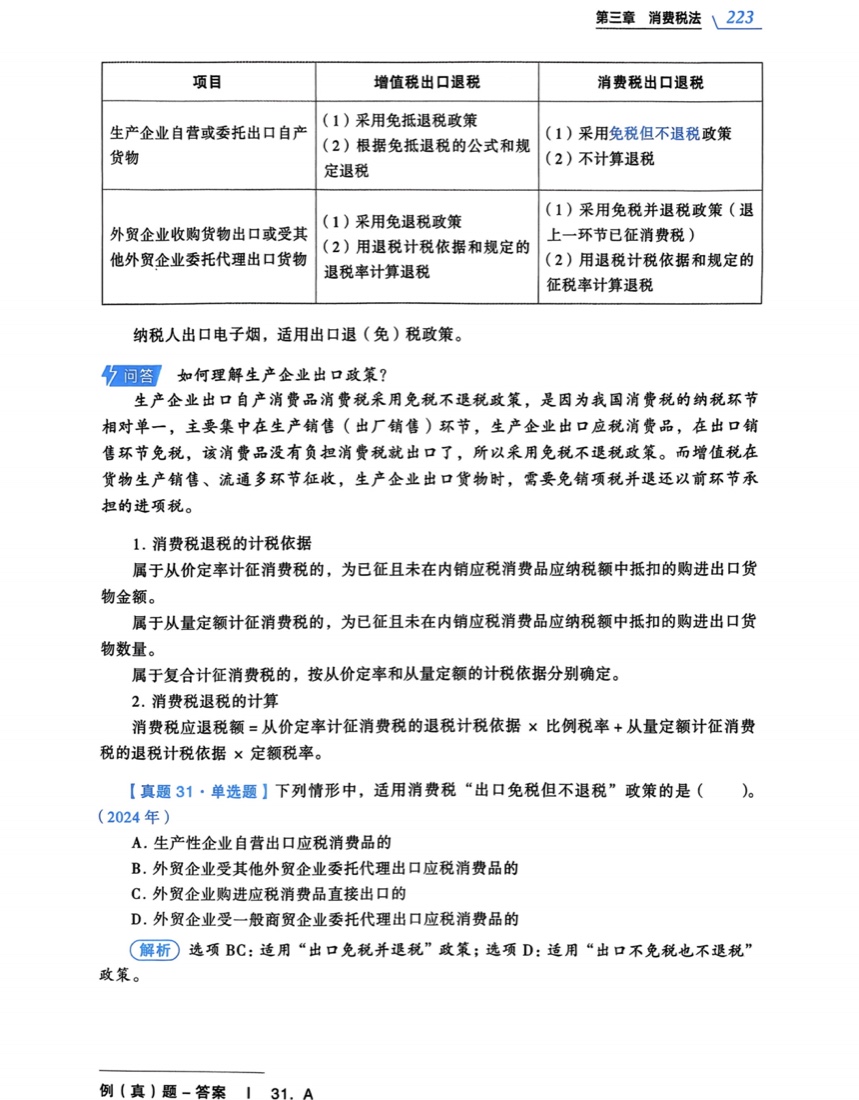 第三章　消费税法 223
项目 增值税出口退税 消费税出口退税
生产企业自营或委托出口自产
货物
（1）采用免抵退税政策
（2）根据免抵退税的公式和规
定退税
（1）采用免税但不退税政策
（2）不计算退税
外贸企业收购货物出口或受其
他外贸企业委托代理出口货物
（1）采用免退税政策
（2）用退税计税依据和规定的
退税率计算退税
（1）采用免税并退税政策（退
上一环节已征消费税）
（2）用退税计税依据和规定的
征税率计算退税
纳税人出口电子烟，适用出口退（免）税政策。
问答 如何理解生产企业出口政策？
生产企业出口自产消费品消费税采用免税不退税政策，是因为我国消费税的纳税环节
相对单一，主要集中在生产销售（出厂销售）环节，生产企业出口应税消费品，在出口销
售环节免税，该消费品没有负担消费税就出口了，所以采用免税不退税政策。而增值税在
货物生产销售、流通多环节征收，生产企业出口货物时，需要免销项税并退还以前环节承
担的进项税。
1. 消费税退税的计税依据
属于从价定率计征消费税的，为已征且未在内销应税消费品应纳税额中抵扣的购进出口货
物金额。
属于从量定额计征消费税的，为已征且未在内销应税消费品应纳税额中抵扣的购进出口货
物数量。
属于复合计征消费税的，按从价定率和从量定额的计税依据分别确定。
2. 消费税退税的计算
消费税应退税额 = 从价定率计征消费税的退税计税依据 × 比例税率 + 从量定额计征消费
税的退税计税依据 × 定额税率。
【真题 31·单选题】下列情形中，适用消费税“出口免税但不退税”政策的是（　　）。
（2024 年）
A. 生产性企业自营出口应税消费品的
B. 外贸企业受其他外贸企业委托代理出口应税消费品的
C. 外贸企业购进应税消费品直接出口的
D. 外贸企业受一般商贸企业委托代理出口应税消费品的
解析 选项 BC：适用“出口免税并退税”政策；选项 D：适用“出口不免税也不退税”
政策。
例（真）题 – 答案　|　31. A